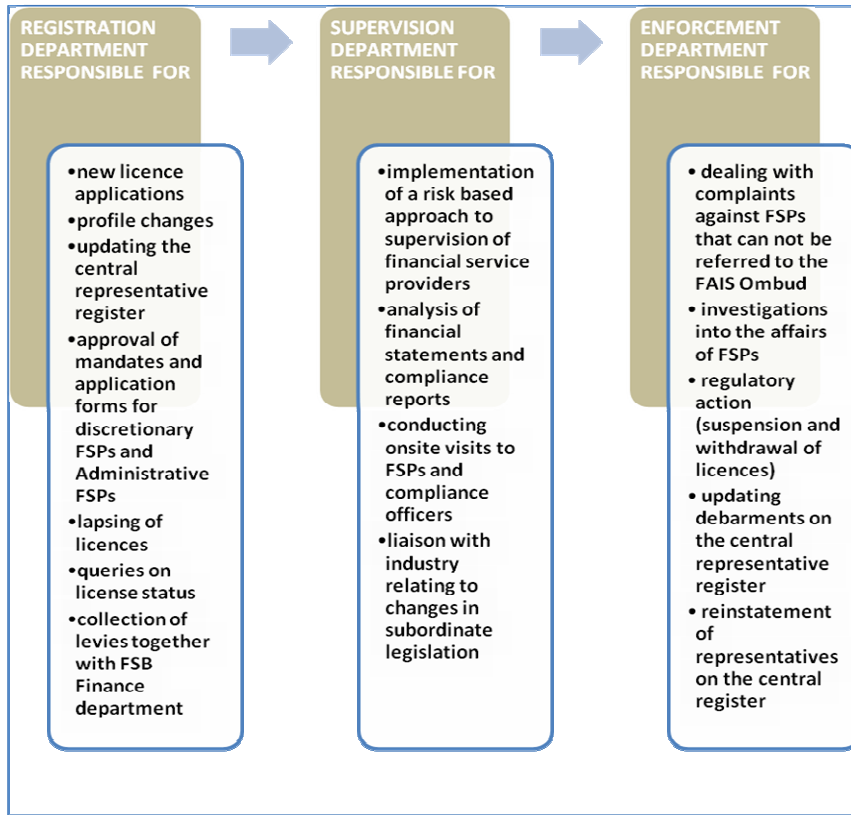 REGISTRATION
DEPARTMENT
RESPONSIBLE FOR
•new licence
applications
•profile changes
•updating the
central
representative
register
•approval of
mandates and
application
forms for
discretionary
FSPs and
Administrative
FSPs
•lapsing of
licences
•queries on
license status
•collection of
levies together
with FSB
Finance
department
SUPERVISION
DEPARTMENT
RESPONSIBLE FOR
•implementation
of a risk based
approach to
supervision of
financial service
providers
•analysis of
financial
statements and
compliance
reports
•conducting
onsite visits to
FSPs and
compliance
officers
•liaison with
industry
relating to
changes in
subordinate
legislation
ENFORCEMENT
DEPARTMENT
RESPONSIBLE FOR
• dealing with
complaints
against FSPs
that can not be
referred to the
FAIS Ombud
• investigations
into the affairs
of FSPs
• regulatory
action
(suspension and
withdrawal of
licences)
• updating
debarments on
the central
representative
register
• reinstatement
of
representatives
on the central
register